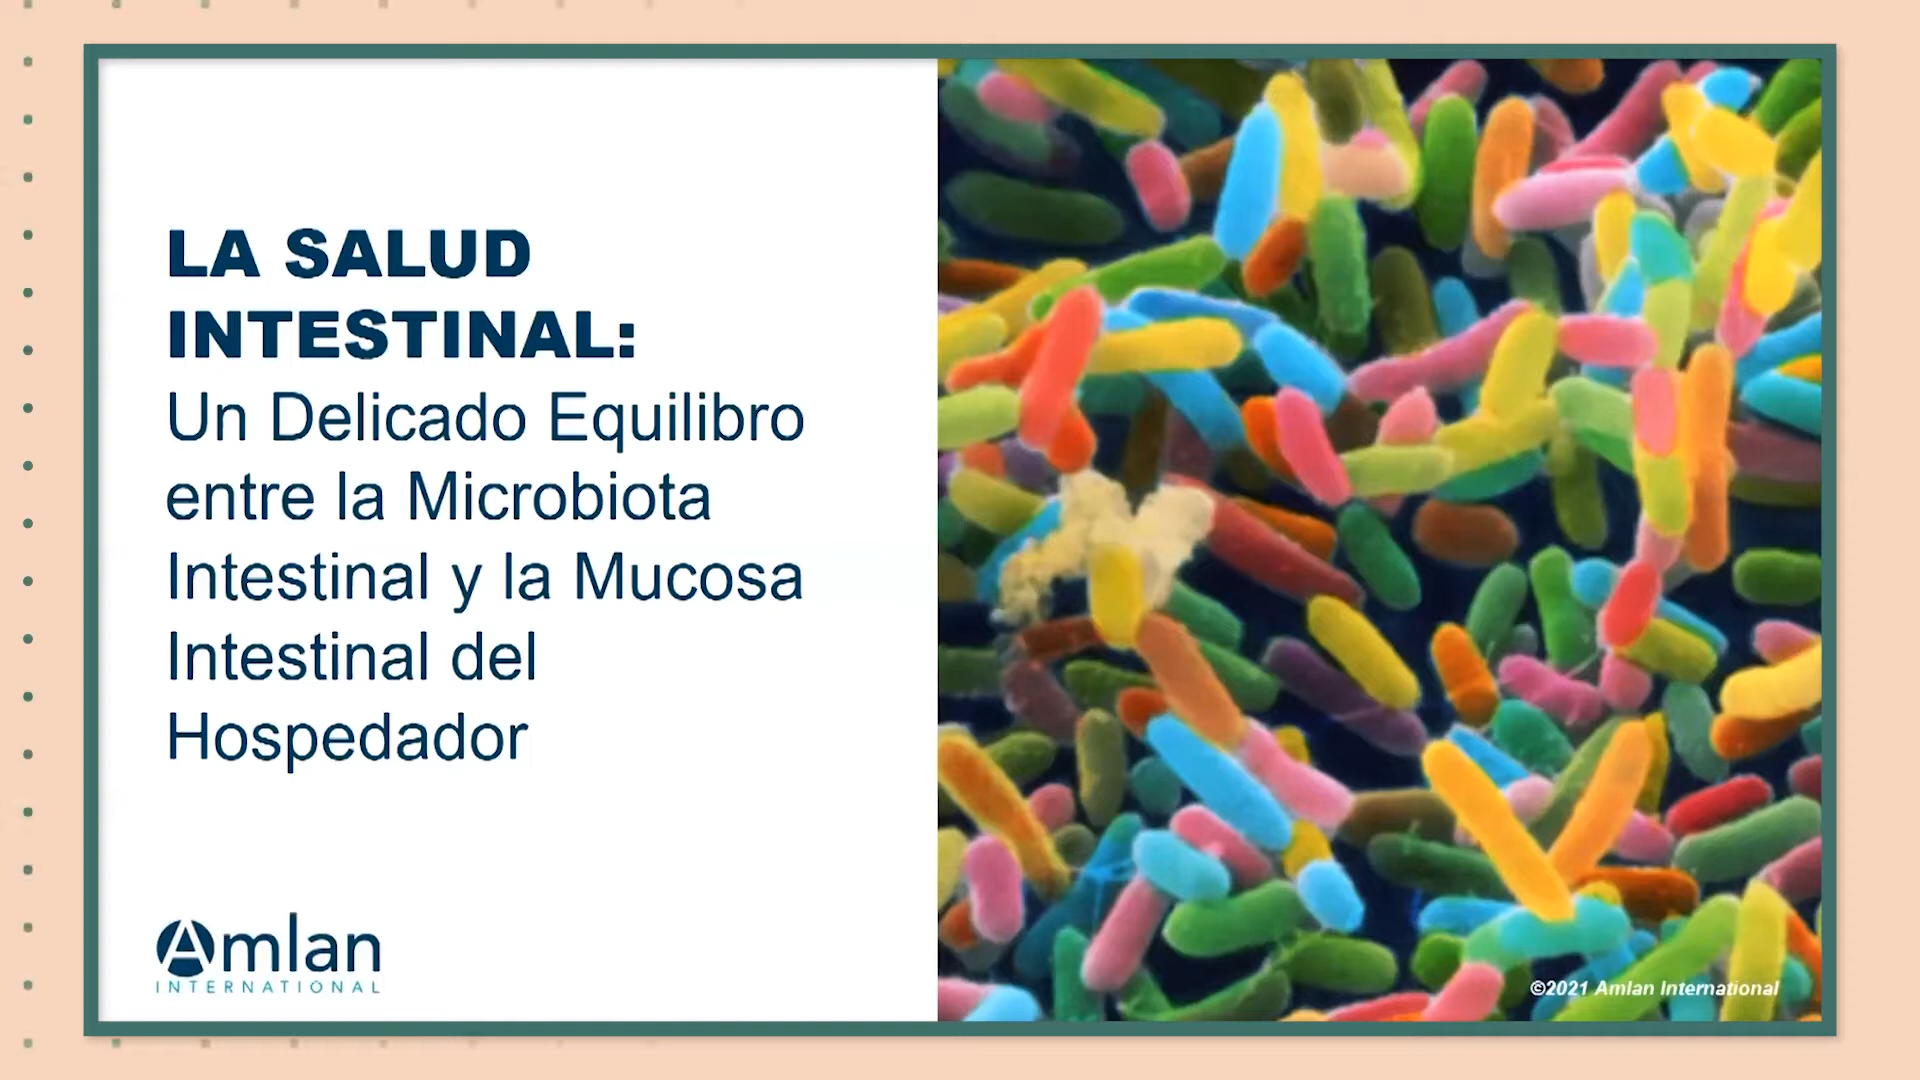 LA SALUD
INTESTINAL:
Un Delicado Equilibro
entre la Microbiota
Intestinal y la Mucosa
Intestinal del
Hospedador
Amlan
INTERNATIONAL
©2021 Amlan International